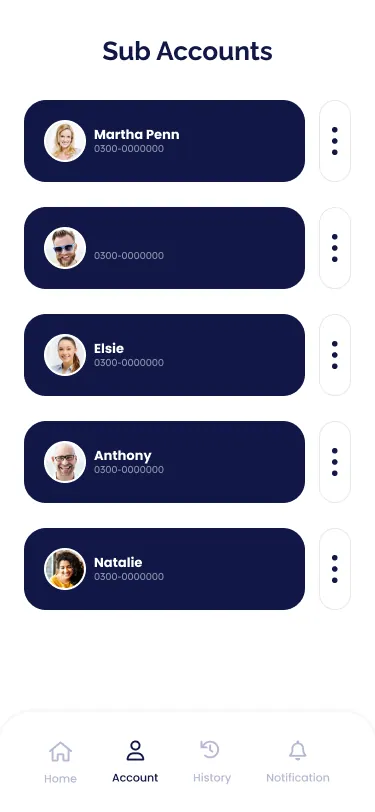 Sub Accounts
Martha Penn
0300-0000000
0300-0000000
Elsie
0300-0000000
Anthony
0300-0000000
Natalie
0300-0000000
Home
Account
History
Notification